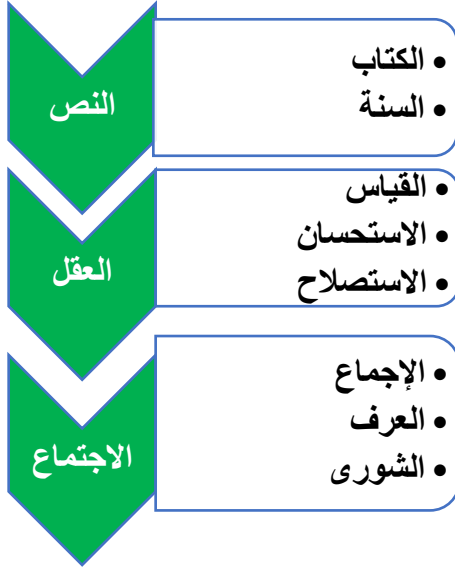 النص
• الكتاب
• السنة
العقل
• القياس
• الاستحسان
• الاستصلاح
الاجتماع
• الإجماع
• العرف
• الشورى